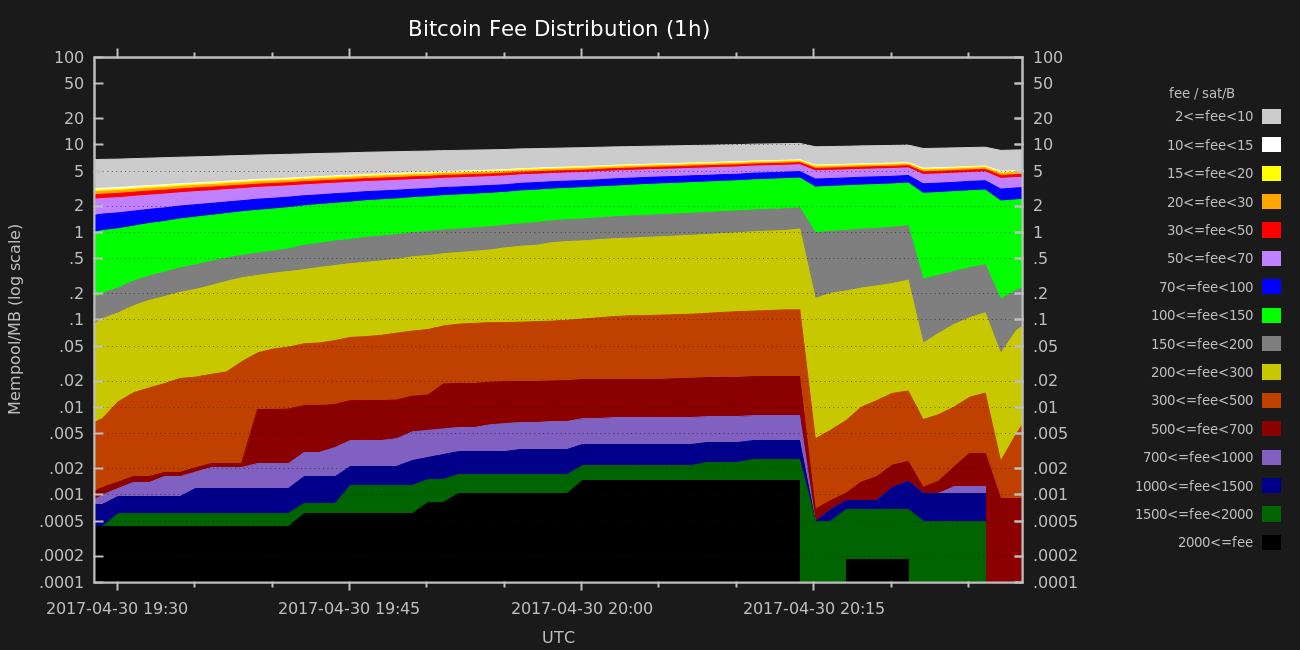 Bitcoin Fee Distribution (1h)
Mempool/MB (log scale)
100
50
20
10
5
2
1
.5
.2
.1
.05
.02
.01
.005
.002
.001
.0005
.0002
.0001
100
50
20
10
5
2
1
.5
.2
.1
.05
.02
.01
.005
.002
.001
.0005
.0002
.0001
2017-04-30 19:30 2017-04-30 19:45 2017-04-30 20:00 2017-04-30 20:15
UTC
fee / sat/B
2<=fee<10
10<=fee<15
15<=fee<20
20<=fee<30
30<=fee<50
50<=fee<70
70<=fee<100
100<=fee<150
150<=fee<200
200<=fee<300
300<=fee<500
500<=fee<700
700<=fee<1000
1000<=fee<1500
1500<=fee<2000
2000<=fee